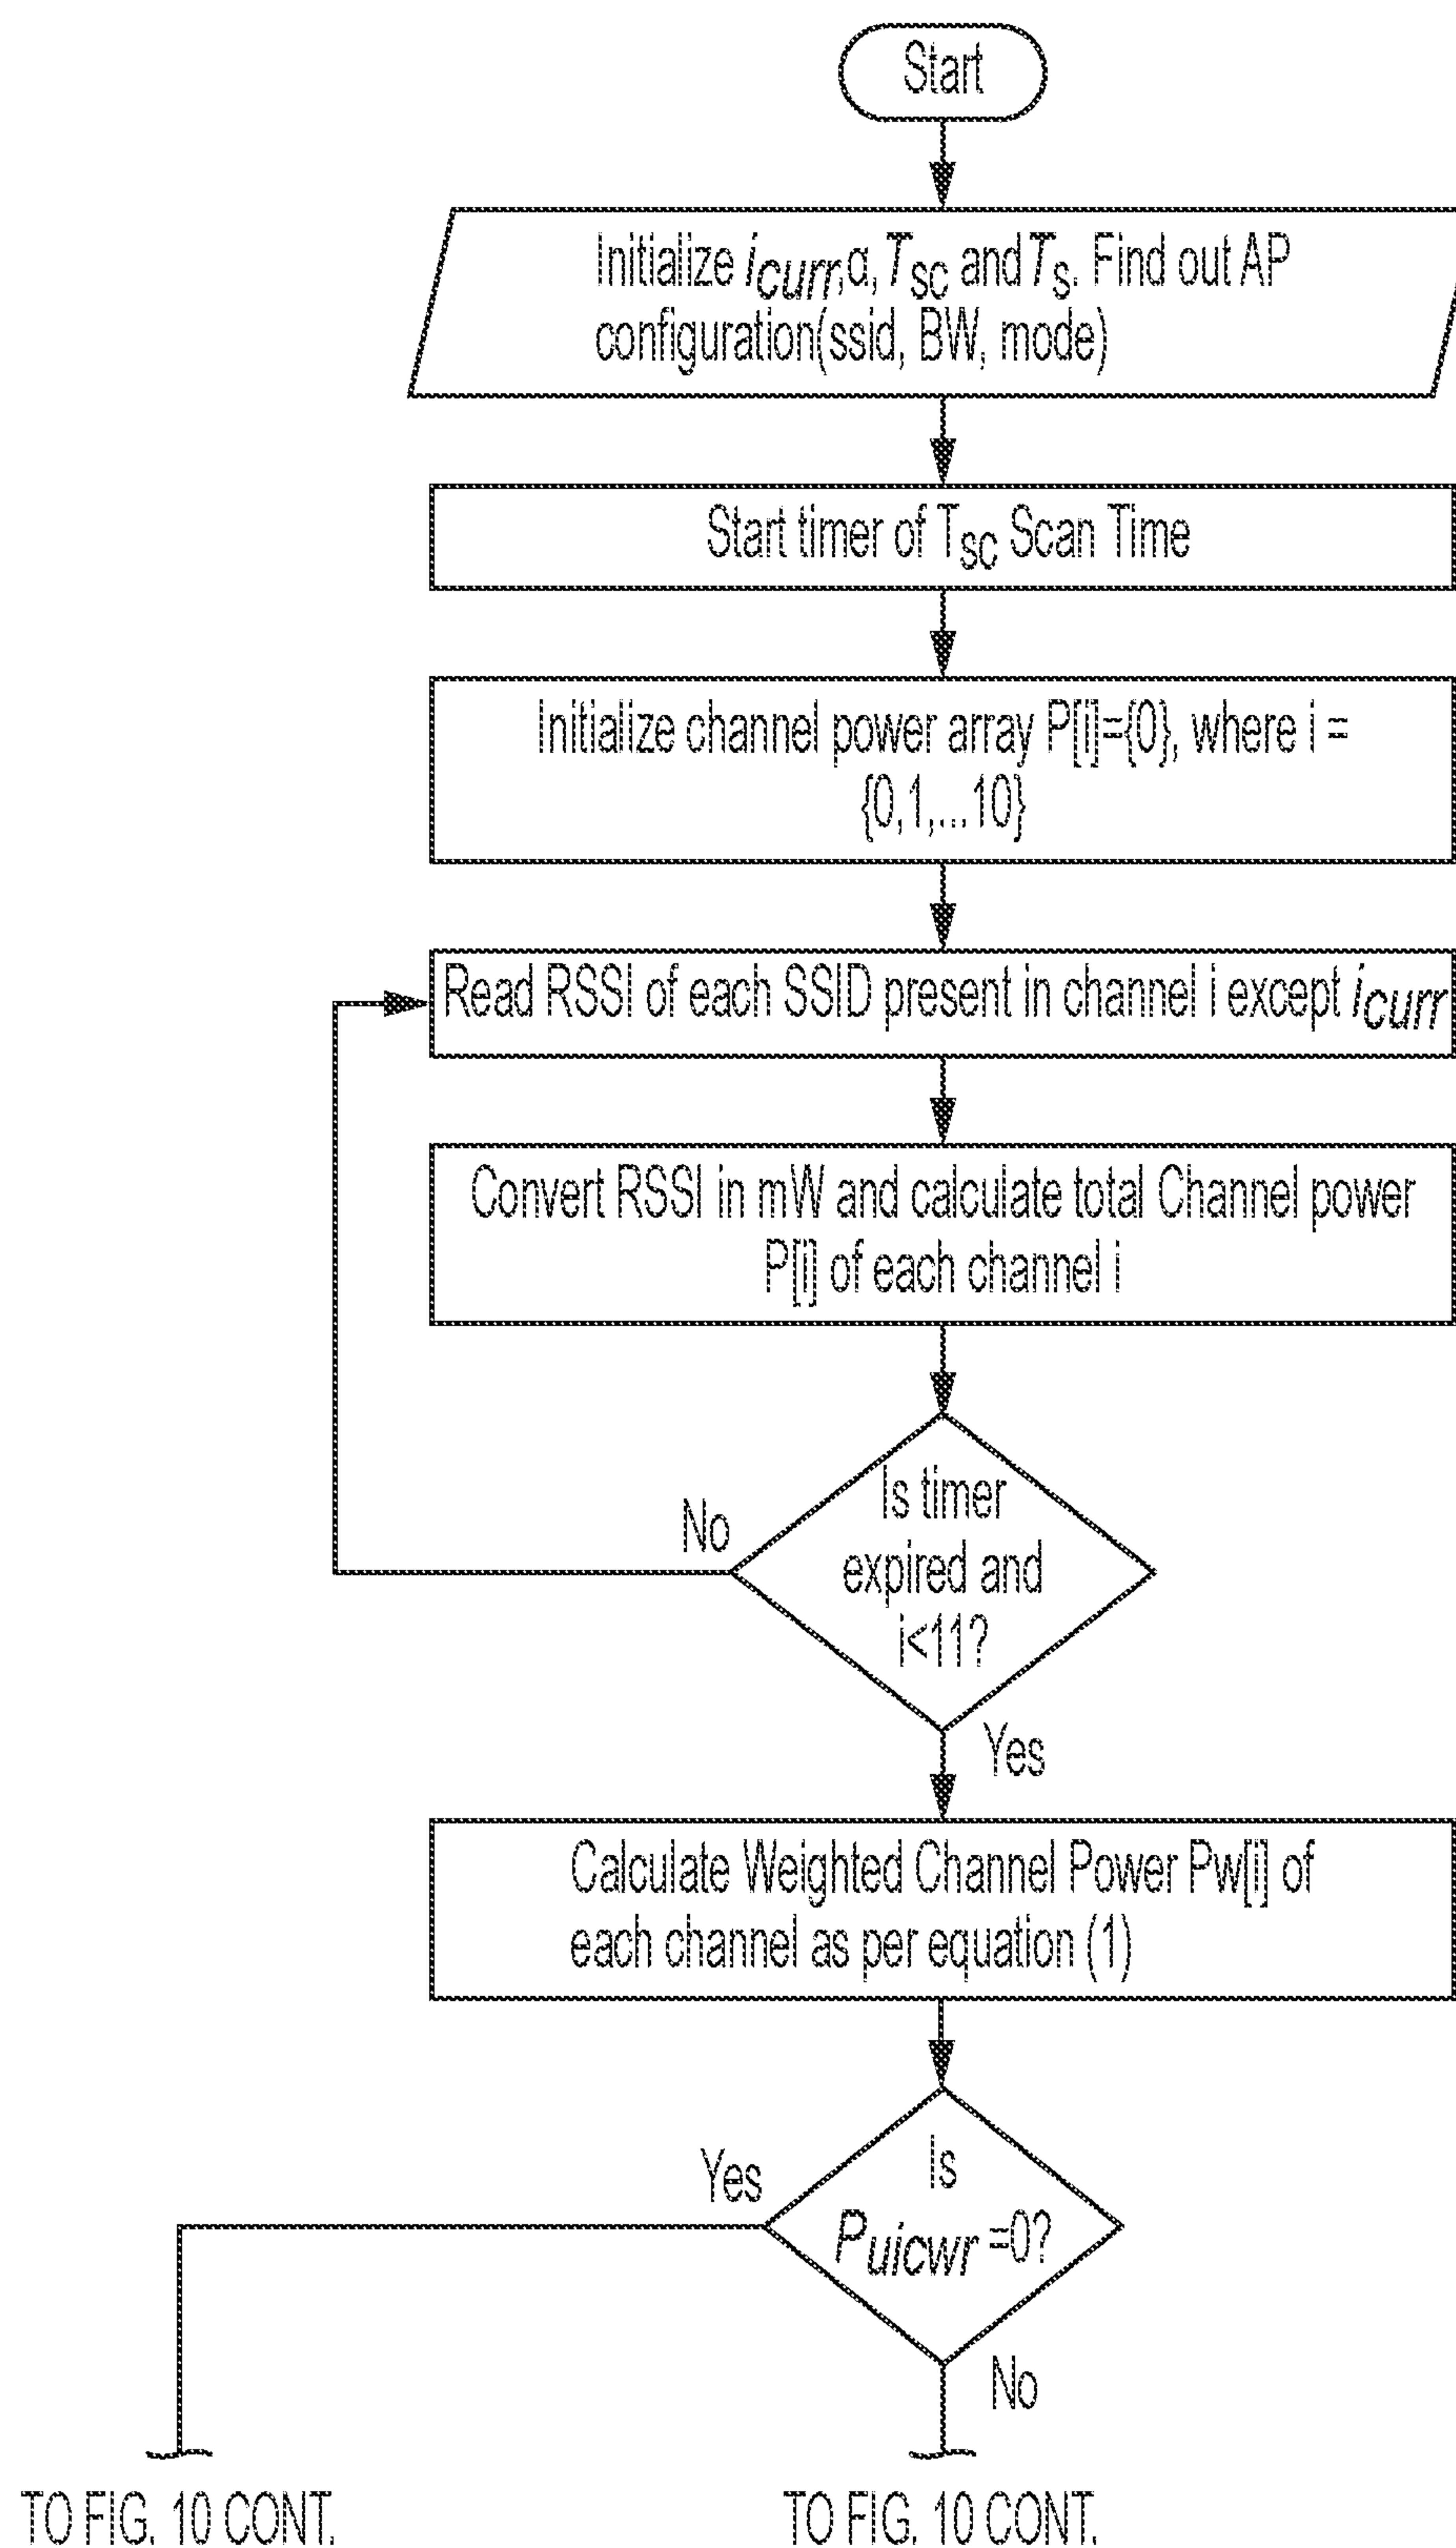 Start
Initialize icurr,α, Tsc and Ts. Find out AP
configuration(ssid, BW, mode)
Start timer of Tsc Scan Time
Initialize channel power array P[i]={0}, where i =
{0,1,...10}
Read RSSI of each SSID present in channel i except icurr
Convert RSSI in mW and calculate total Channel power
P[i] of each channel i
Is timer
expired and
i<11?
No
Yes
Calculate Weighted Channel Power Pw[i] of
each channel as per equation (1)
Is
Puicwr =0?
Yes
No
TO FIG. 10 CONT.
TO FIG. 10 CONT.